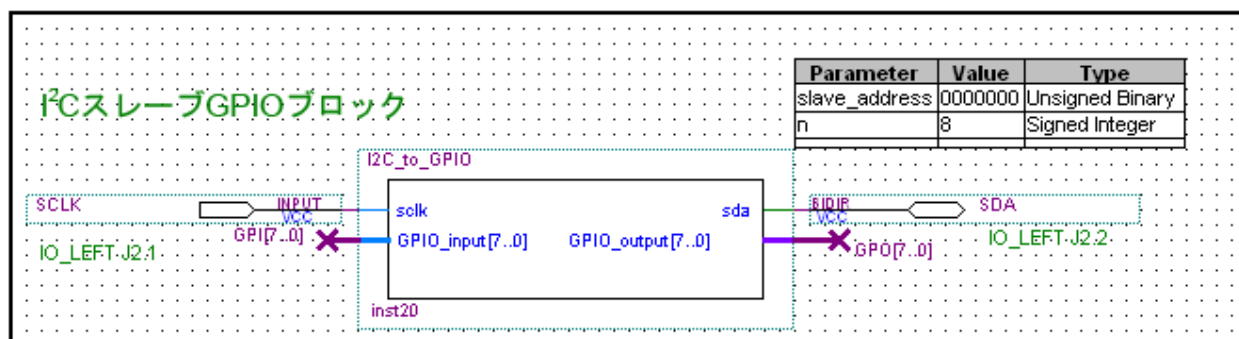 Parameter Value Type
slave_address 0000000 Unsigned Binary
n 8 Signed Integer
I²CスレーブGPIOブロック
I2C_to_GPIO
SCLK INPUT VCC
sclk sda
BIDIR VCC SDA
GPI[7..0]
GPIO_input[7..0] GPIO_output[7..0]
GPO[7..0]
IO_LEFT J2.1
IO_LEFT J2.2
inst20